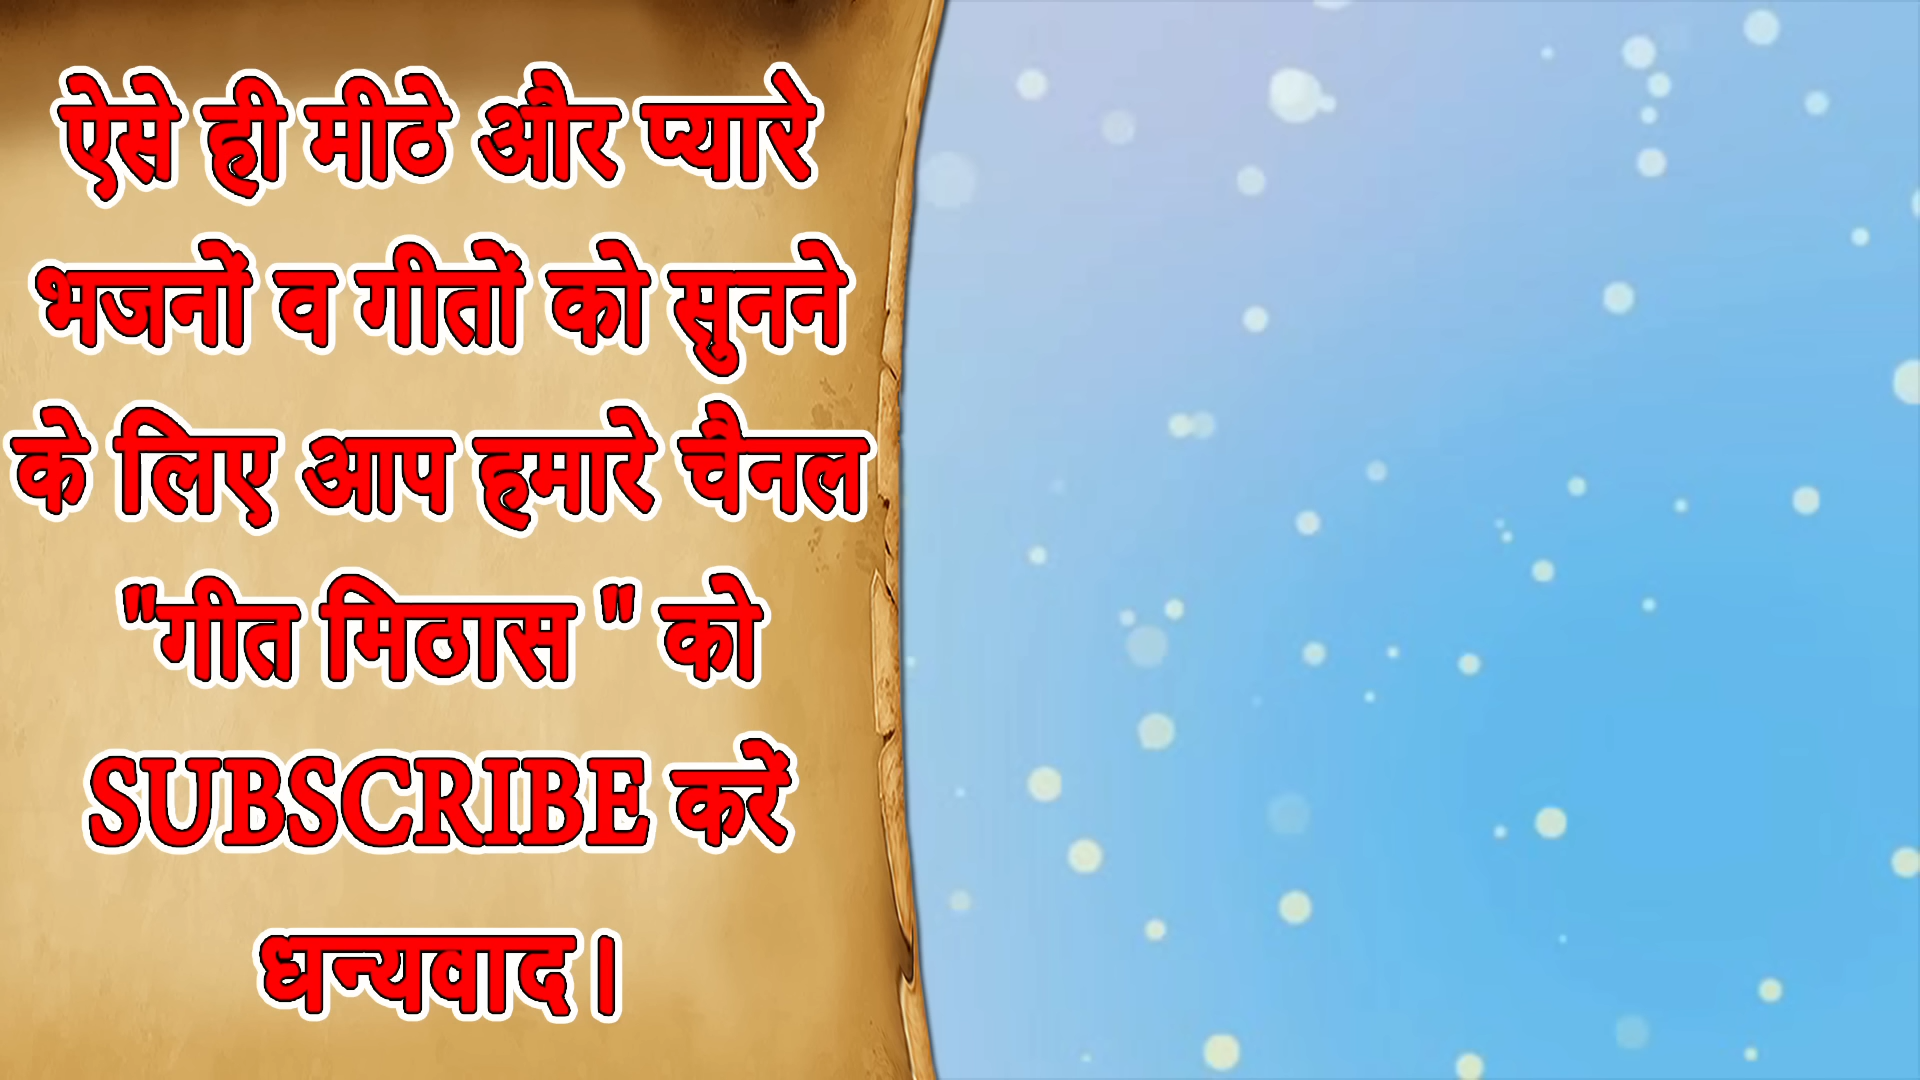 ऐसे ही मीठे और प्यारे
भजनों व गीतों को सुनने
के लिए आप हमारे चैनल
"गीत मिठास " को
SUBSCRIBE करें
धन्यवाद।